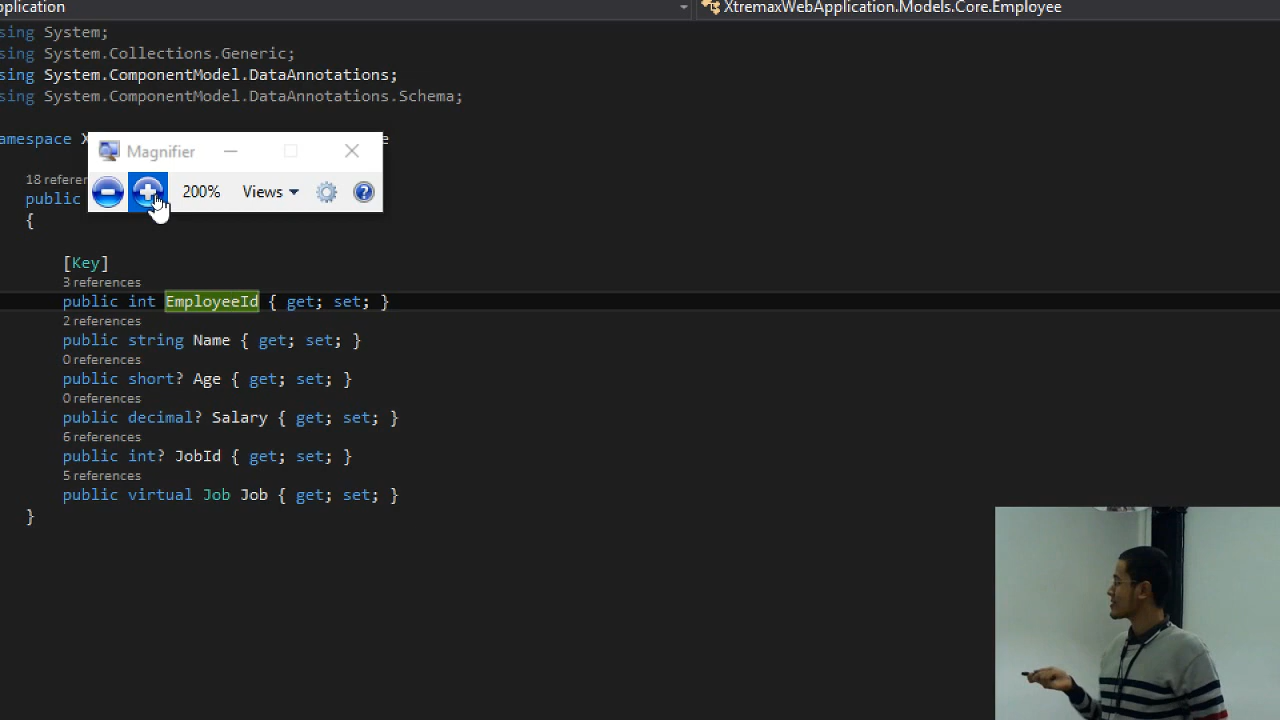 plication
XtremaxWebApplication.Models.Core.Employee
sing System;
sing System.Collections.Generic;
sing System.ComponentModel.DataAnnotations;
sing System.ComponentModel.DataAnnotations.Schema;
amespace X e
Magnifier
18 refer
200% Views ?
public
{
[Key]
3 references
public int EmployeeId { get; set; }
2 references
public string Name { get; set; }
0 references
public short? Age { get; set; }
0 references
public decimal? Salary { get; set; }
6 references
public int? JobId { get; set; }
5 references
public virtual Job Job { get; set; }
}